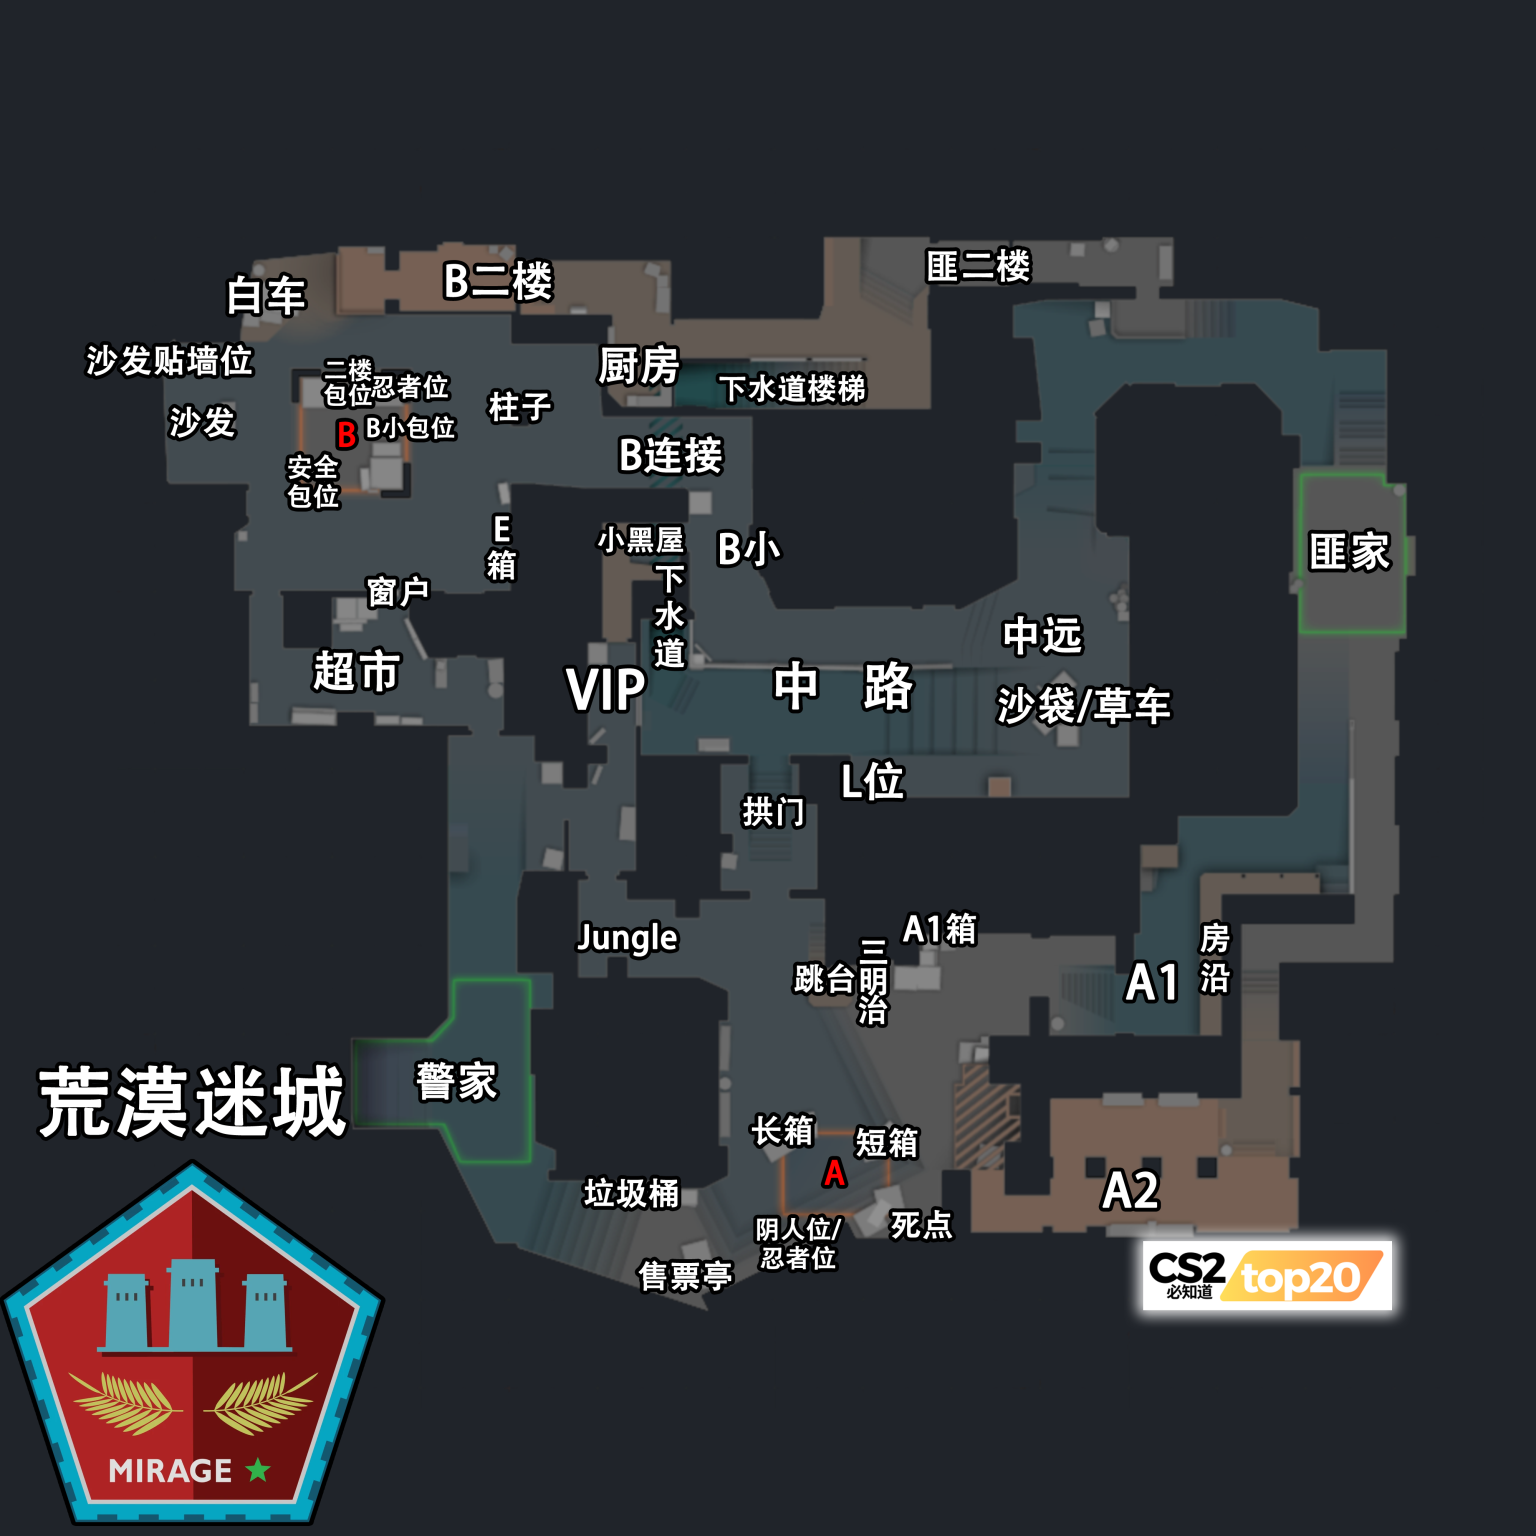 匪二楼
B二楼
白车
沙发贴墙位
二楼
包位
忍者位
厨房
下水道楼梯
沙发
柱子
B
B小包位
B连接
安全
包位
E
箱
小黑屋
B小
匪家
窗户
下
水
道
中远
超市
VIP
中 路
沙袋/草车
L位
拱门
Jungle
A1箱
三
明
治
跳台
A1
房
沿
警家
荒漠迷城
长箱
短箱
A
垃圾桶
A2
阴人位/
忍者位
死点
售票亭
CS2
必知道
top20
MIRAGE